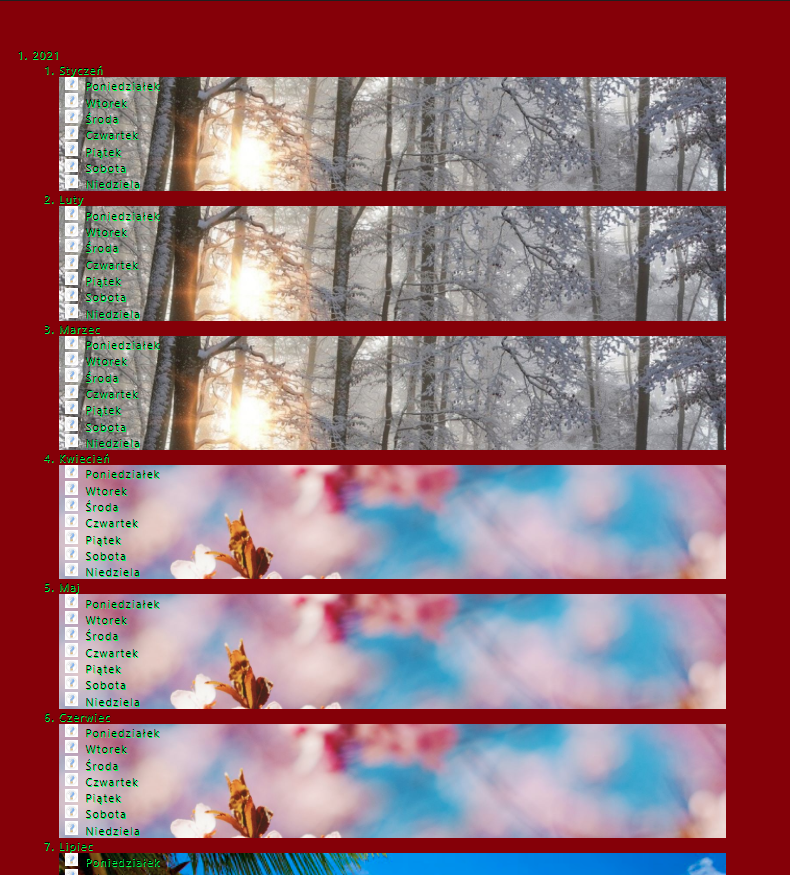 1. 2021
1. Styczeń
Poniedziałek
Wtorek
Środa
Czwartek
Piątek
Sobota
Niedziela
2. Luty
Poniedziałek
Wtorek
Środa
Czwartek
Piątek
Sobota
Niedziela
3. Marzec
Poniedziałek
Wtorek
Środa
Czwartek
Piątek
Sobota
Niedziela
4. Kwiecień
Poniedziałek
Wtorek
Środa
Czwartek
Piątek
Sobota
Niedziela
5. Maj
Poniedziałek
Wtorek
Środa
Czwartek
Piątek
Sobota
Niedziela
6. Czerwiec
Poniedziałek
Wtorek
Środa
Czwartek
Piątek
Sobota
Niedziela
7. Lipiec
Poniedziałek